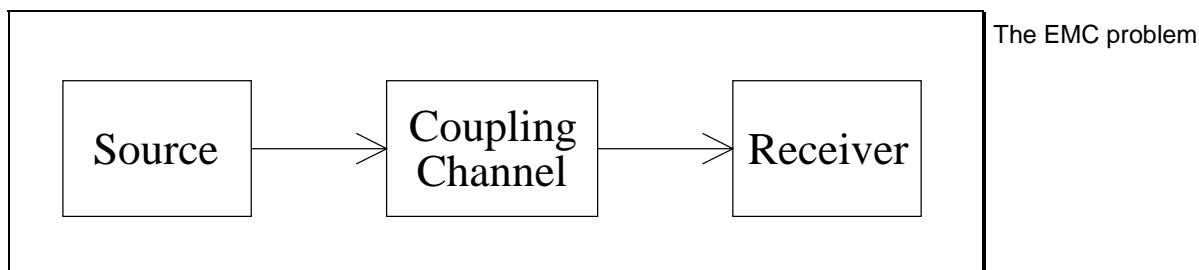 The EMC problem
Source
Coupling
Channel
Receiver